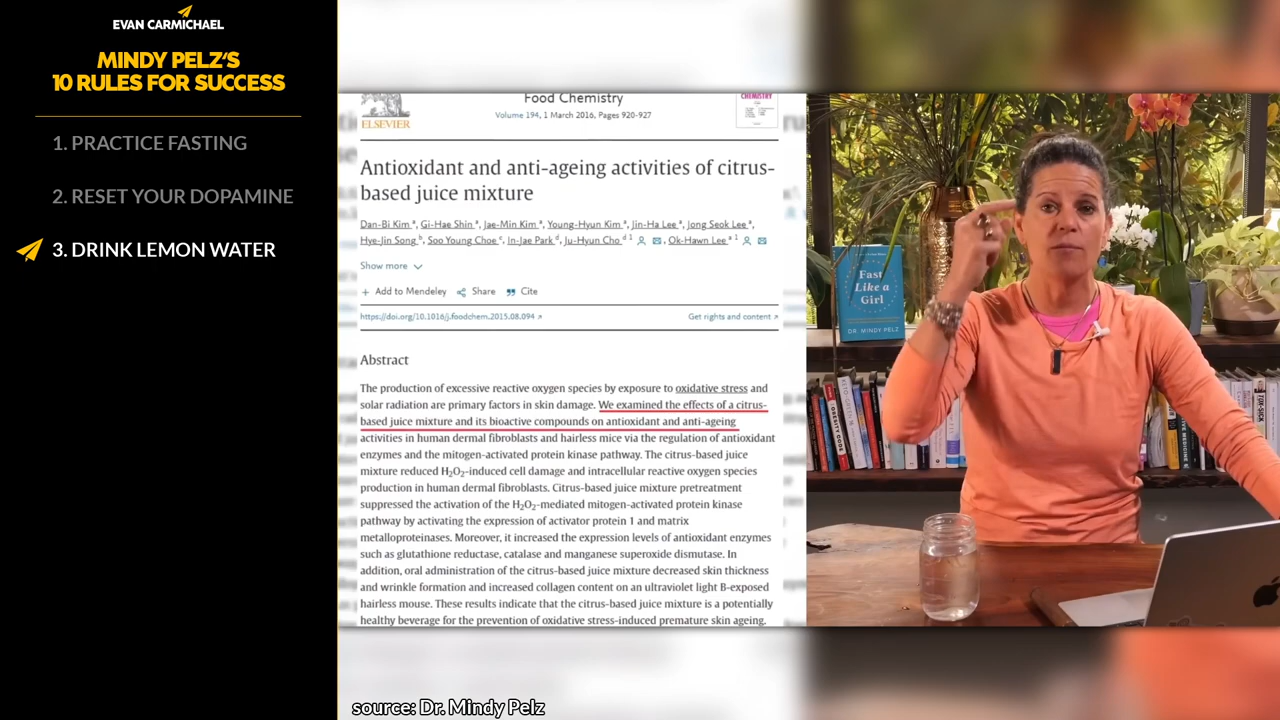 EVAN CARMICHAEL
MINDY PELZ'S
10 RULES FOR SUCCESS
1. PRACTICE FASTING
2. RESET YOUR DOPAMINE
3. DRINK LEMON WATER
ELSEVIER
Food Chemistry
Volume 194, 1 March 2016, Pages 920-927
CHEMISTRY
Antioxidant and anti-ageing activities of citrus-
based juice mixture
Dan-Bi Kim a, Gi-Hae Shin a, Jae-Min Kim a, Young-Hyun Kim a, Jin-Ha Lee a, Jong Seok Lee a,
Hye-Jin Song b, Soo Young Choe c, In-Jae Park d, Ju-Hyun Cho d 1, Ok-Hawn Lee a 1
Show more
+ Add to Mendeley Share Cite
https://doi.org/10.1016/j.foodchem.2015.08.094 ↗ Get rights and content ↗
Abstract
The production of excessive reactive oxygen species by exposure to oxidative stress and
solar radiation are primary factors in skin damage. We examined the effects of a citrus-
based juice mixture and its bioactive compounds on antioxidant and anti-ageing
activities in human dermal fibroblasts and hairless mice via the regulation of antioxidant
enzymes and the mitogen-activated protein kinase pathway. The citrus-based juice
mixture reduced H₂O₂-induced cell damage and intracellular reactive oxygen species
production in human dermal fibroblasts. Citrus-based juice mixture pretreatment
suppressed the activation of the H₂O₂-mediated mitogen-activated protein kinase
pathway by activating the expression of activator protein 1 and matrix
metalloproteinases. Moreover, it increased the expression levels of antioxidant enzymes
such as glutathione reductase, catalase and manganese superoxide dismutase. In
addition, oral administration of the citrus-based juice mixture decreased skin thickness
and wrinkle formation and increased collagen content on an ultraviolet light B-exposed
hairless mouse. These results indicate that the citrus-based juice mixture is a potentially
healthy beverage for the prevention of oxidative stress-induced premature skin ageing.
Fast
Like a
Girl
DR. MINDY PELZ
OBESITY CODE
source: Dr. Mindy Pelz